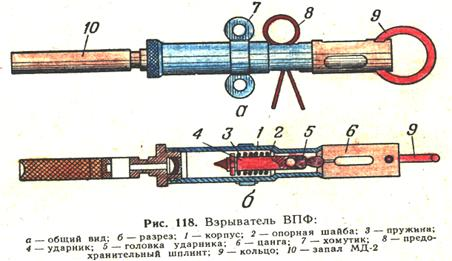 7
8
9
10
а
4 3 1 2 5 6 9
б
Рис. 118. Взрыватель ВПФ:
а — общий вид; б — разрез; 1 — корпус; 2 — опорная шайба; 3 — пружина;
4 — ударник; 5 — головка ударника; 6 — цанга; 7 — хомутик; 8 — предо-
хранительный шплинт; 9 — кольцо; 10 — запал МД-2